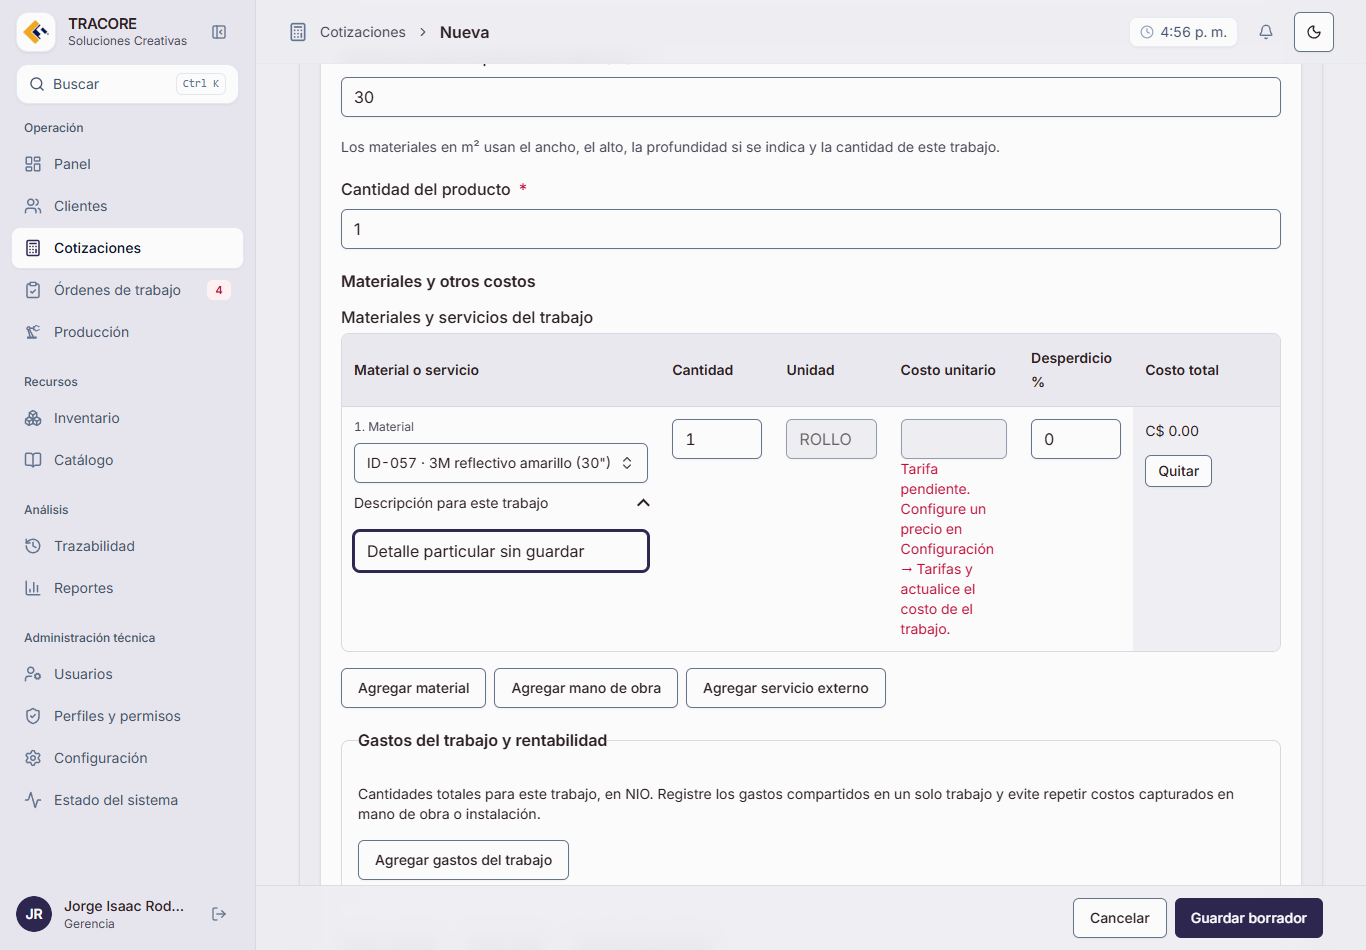 TRACORE
Soluciones Creativas
Buscar
Ctrl K
Operación
Panel
Clientes
Cotizaciones
Órdenes de trabajo
4
Producción
Recursos
Inventario
Catálogo
Análisis
Trazabilidad
Reportes
Administración técnica
Usuarios
Perfiles y permisos
Configuración
Estado del sistema
JR
Jorge Isaac Rod...
Gerencia
Cotizaciones > Nueva
4:56 p. m.
30
Los materiales en m² usan el ancho, el alto, la profundidad si se indica y la cantidad de este trabajo.
Cantidad del producto *
1
Materiales y otros costos
Materiales y servicios del trabajo
Material o servicio
Cantidad
Unidad
Costo unitario
Desperdicio
%
Costo total
1. Material
ID-057 · 3M reflectivo amarillo (30")
Descripción para este trabajo
Detalle particular sin guardar
1
ROLLO
Tarifa
pendiente.
Configure un
precio en
Configuración
→ Tarifas y
actualice el
costo de el
trabajo.
0
C$ 0.00
Quitar
Agregar material
Agregar mano de obra
Agregar servicio externo
Gastos del trabajo y rentabilidad
Cantidades totales para este trabajo, en NIO. Registre los gastos compartidos en un solo trabajo y evite repetir costos capturados en
mano de obra o instalación.
Agregar gastos del trabajo
Cancelar
Guardar borrador